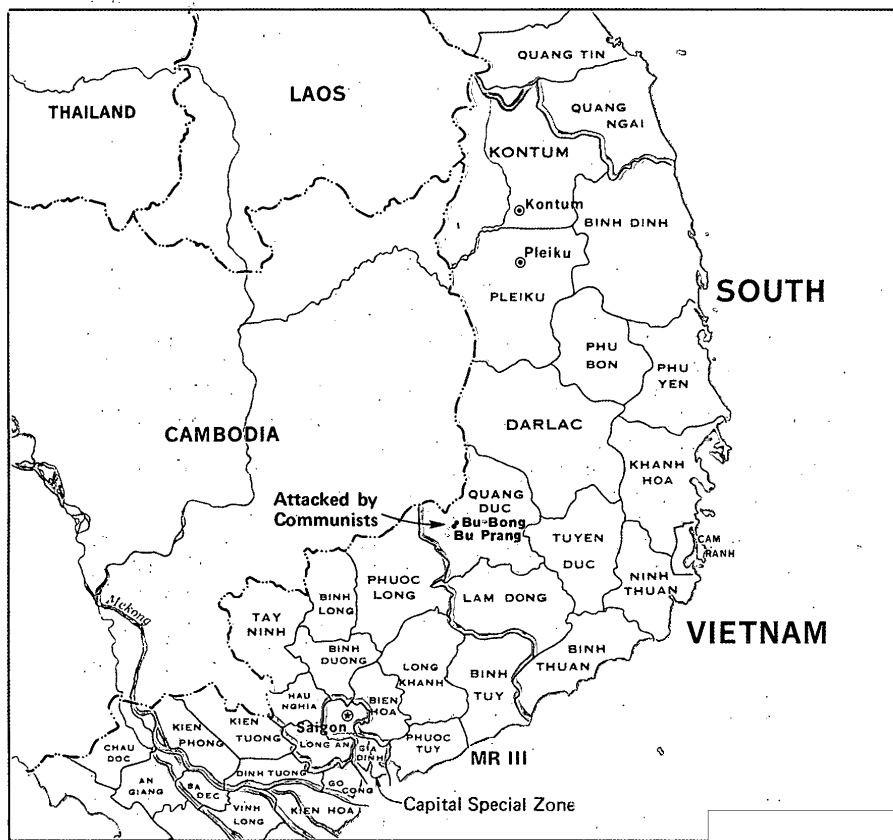 QUANG TIN
LAOS
THAILAND
QUANG
NGAI
KONTUM
Kontum
BINH DINH
Pleiku
PLEIKU
SOUTH
PHU
BON
PHU
YEN
DARLAC
CAMBODIA
KHANH
HOA
QUANG
DUC
Attacked by
Communists
Bu-Bong
Bu Prang
TUYEN
DUC
CAM
RANH
NINH
THUAN
PHUOC
LONG
BINH
LONG
LAM DONG
Mekong
TAY
NINH
VIETNAM
BINH
DUONG
LONG
KHANH
BINH
TUY
BINH
THUAN
HAU
NGHIA
BIEN
HOA
Saigon
KIEN
PHONG
KIEN
TUONG
LONG AN
GIA
DINH
PHUOC
TUY
CHAU
DOC
MR III
AN
GIANG
SA
DEC
DINH TUONG
GO
CONG
VINH
LONG
KIEN HOA
Capital Special Zone